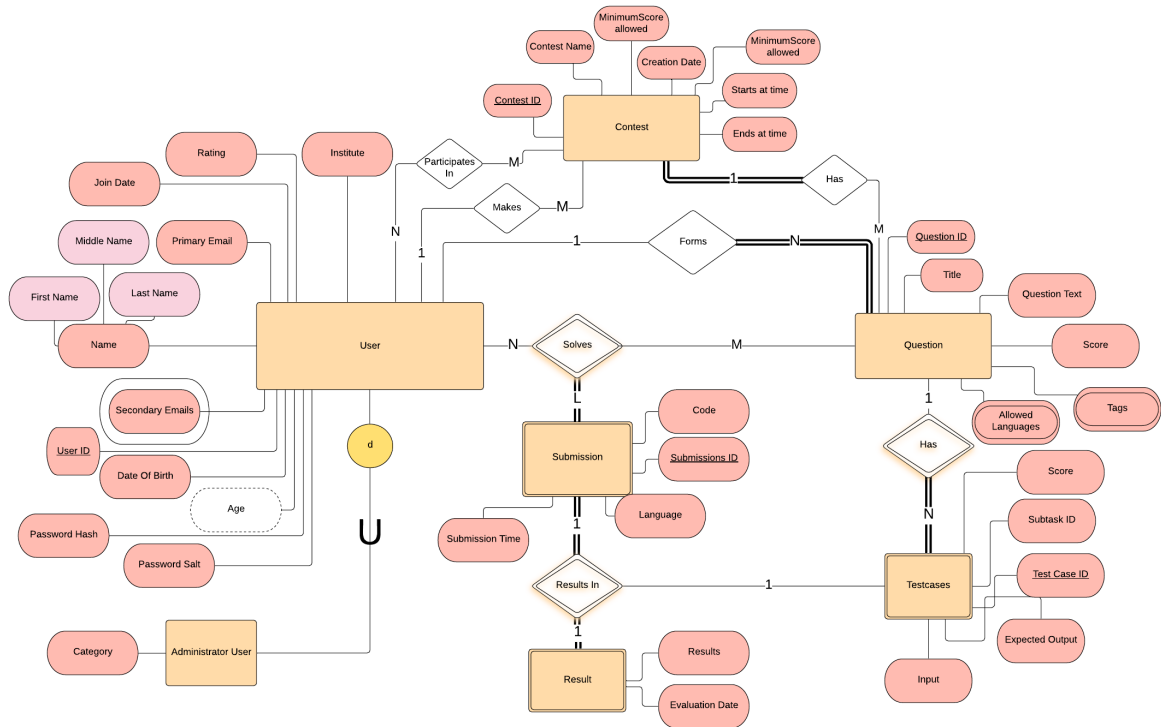 MinimumScore
allowed
Contest Name
MinimumScore
allowed
Creation Date
Contest ID
Starts at time
Contest
Ends at time
Rating
Institute
Participates
In
M
Join Date
Has
1
Makes
M
Middle Name
Primary Email
N
M
Question ID
Forms
1
N
1
Title
First Name
Last Name
Question Text
Name
User
N
Solves
M
Question
Score
L
1
Secondary Emails
Code
Allowed
Languages
Tags
d
Has
User ID
Submission
Submissions ID
Date Of Birth
Score
Age
Language
N
U
1
Subtask ID
Password Hash
Submission Time
Password Salt
Results In
1
Testcases
Test Case ID
1
Expected Output
Category
Administrator User
Results
Result
Input
Evaluation Date